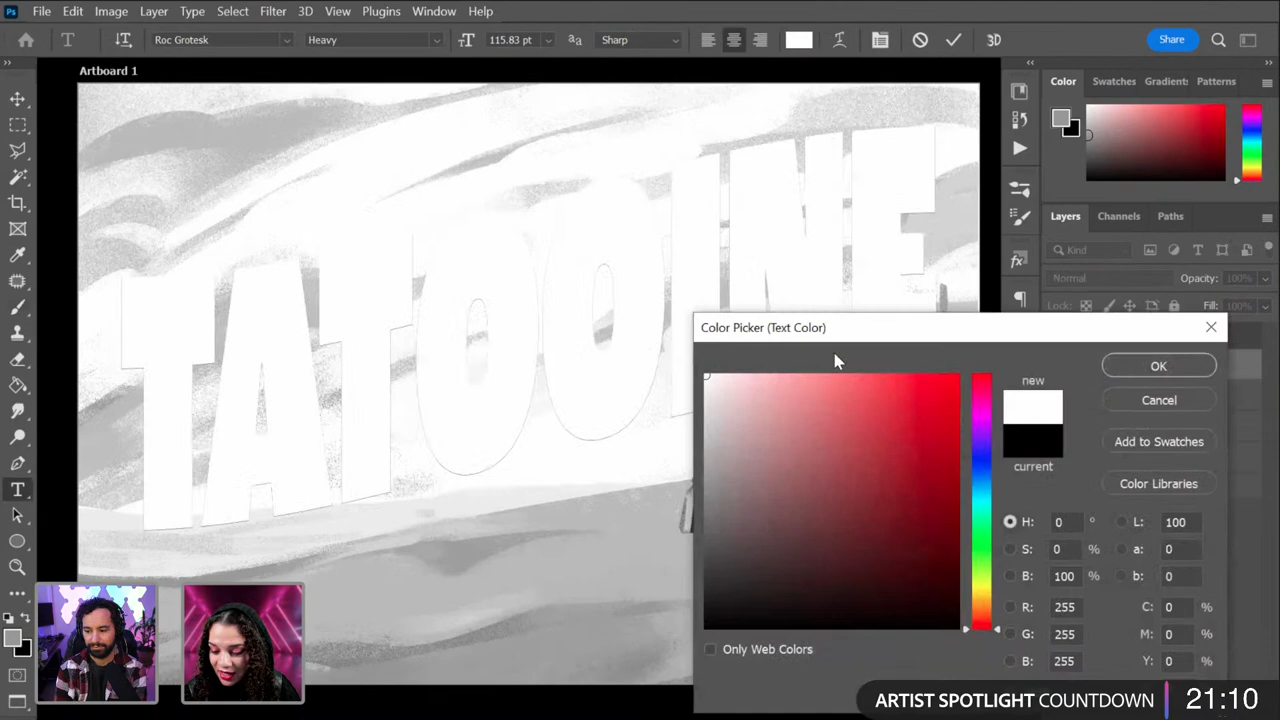 Ps File Edit Image Layer Type Select Filter 3D View Plugins Window Help
T Roc Grotesk Heavy 115.83 pt Sharp 3D Share
Artboard 1
Color Swatches Gradient: Patterns
Layers Channels Paths
Kind
Normal Opacity: 100%
Lock: Fill: 100%
TATOOINE
Color Picker (Text Color)
new
OK
Cancel
Add to Swatches
current
Color Libraries
H: 0 ° L: 100
S: 0 % a: 0
B: 100 % b: 0
R: 255 C: 0 %
G: 255 M: 0 %
Only Web Colors
B: 255 Y: 0 %
ARTIST SPOTLIGHT COUNTDOWN 21:10